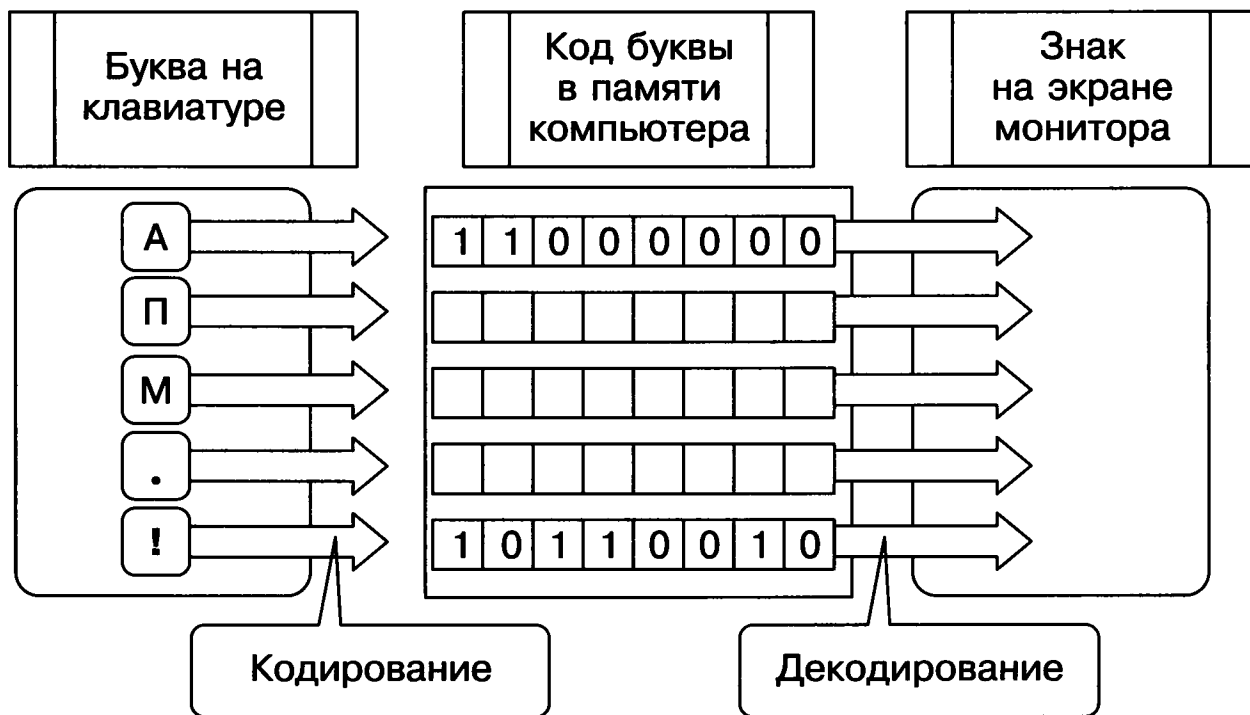 Буква на
клавиатуре
Код буквы
в памяти
компьютера
Знак
на экране
монитора
А
1 1 0 0 0 0 0 0
П
М
.
!
1 0 1 1 0 0 1 0
Кодирование
Декодирование